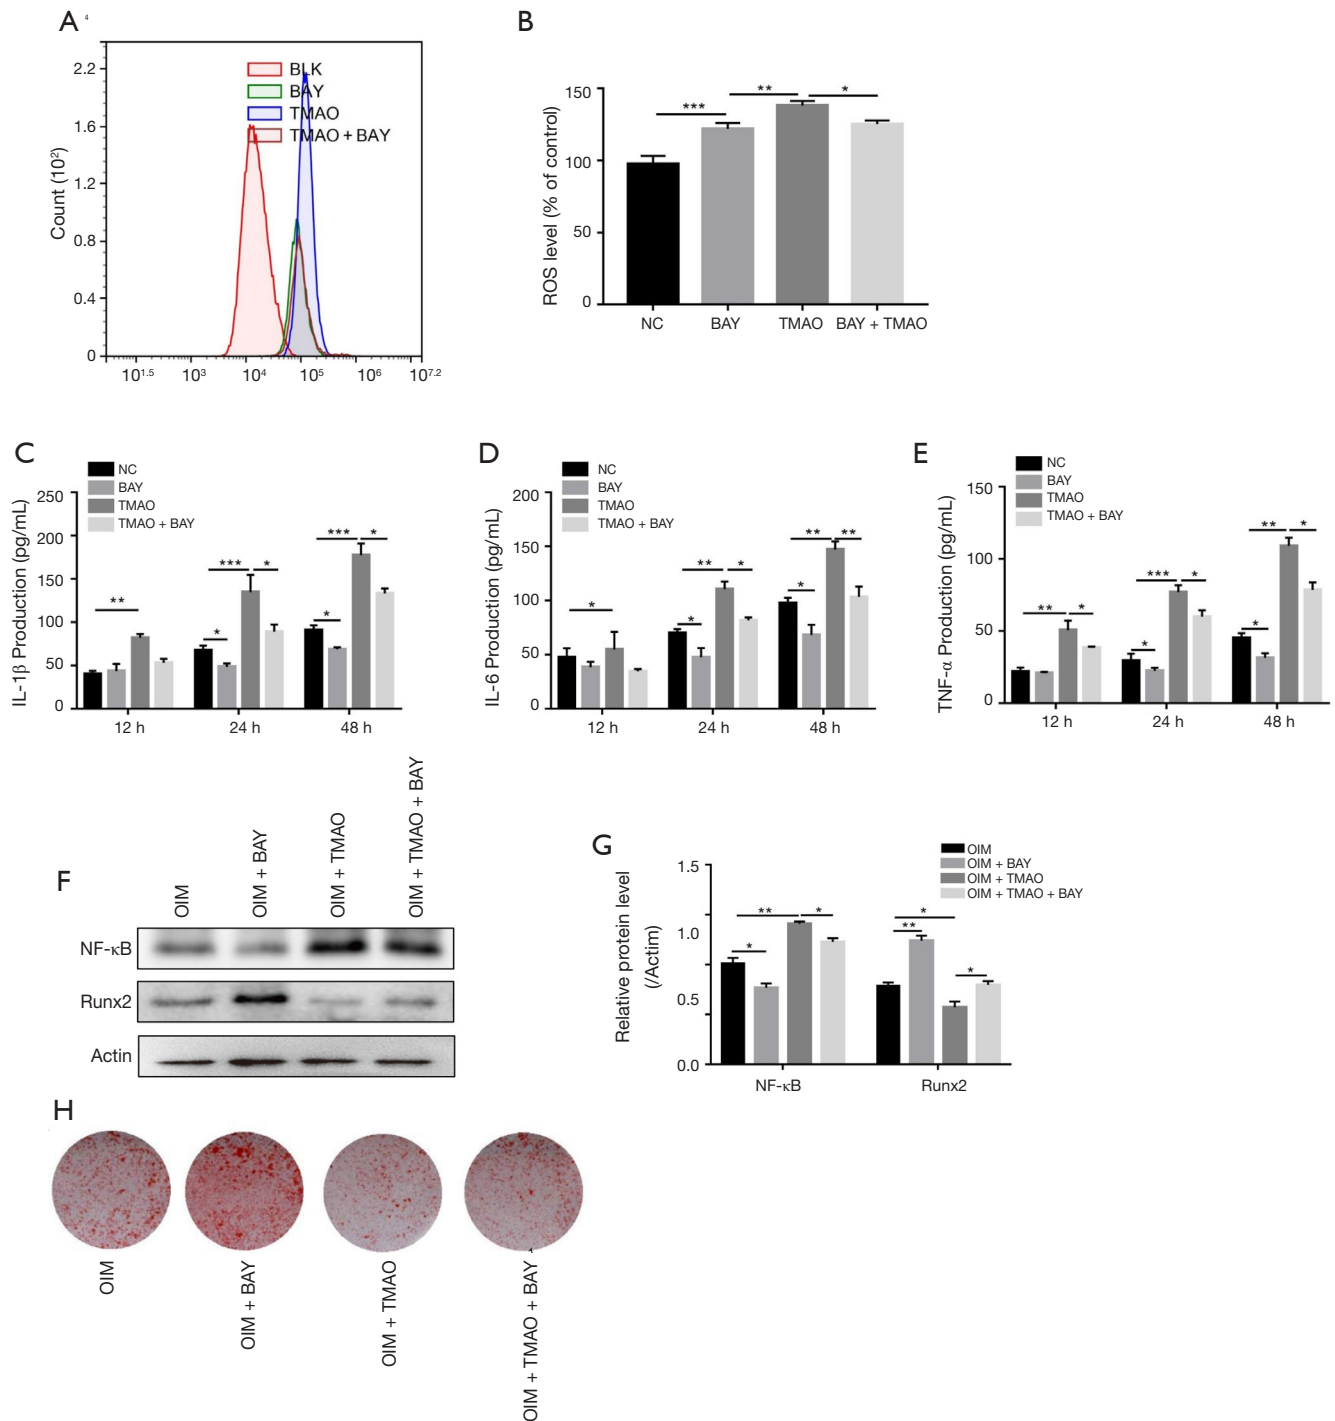 A
4
BLK
BAY
TMAO
TMAO + BAY
Count (10²)
2.2
1.6
1.2
0.8
0.4
0
10^1.5
10³
10⁴
10⁵
10⁶
10^7.2
B
ROS level (% of control)
150
100
50
0
***
**
*
NC
BAY
TMAO
BAY + TMAO
C
NC
BAY
TMAO
TMAO + BAY
IL-1β Production (pg/mL)
250
200
150
100
50
0
**
***
*
*
***
*
*
12 h
24 h
48 h
D
NC
BAY
TMAO
TMAO + BAY
IL-6 Production (pg/mL)
200
150
100
50
0
*
**
*
*
**
**
*
12 h
24 h
48 h
E
NC
BAY
TMAO
TMAO + BAY
TNF-α Production (pg/mL)
150
100
50
0
**
*
***
*
*
**
*
*
12 h
24 h
48 h
F
OIM
OIM + BAY
OIM + TMAO
OIM + TMAO + BAY
NF-κB
Runx2
Actin
G
OIM
OIM + BAY
OIM + TMAO
OIM + TMAO + BAY
Relative protein level
(/Actim)
1.5
1.0
0.5
0.0
**
*
*
*
**
*
NF-κB
Runx2
H
OIM
OIM + BAY
OIM + TMAO
OIM + TMAO + BAY